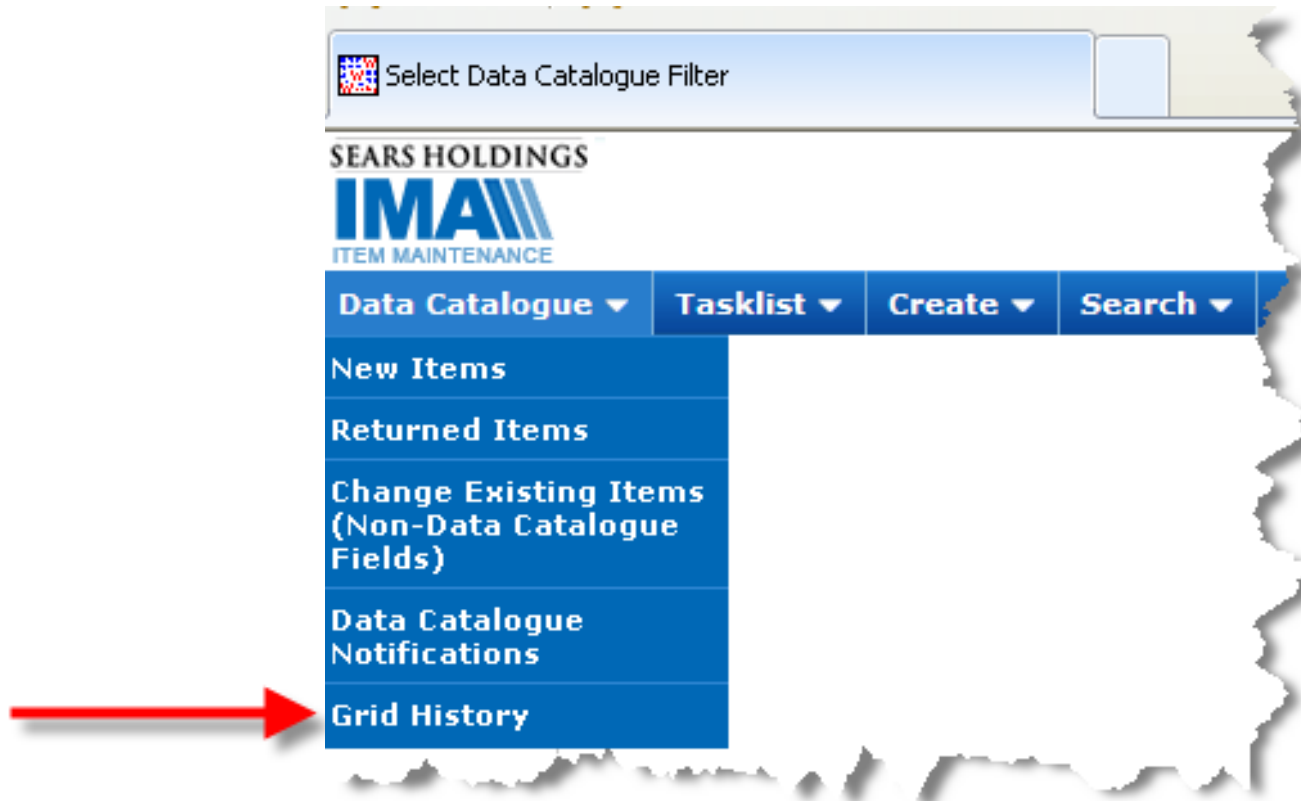 Select Data Catalogue Filter
SEARS HOLDINGS
IMA
ITEM MAINTENANCE
Data Catalogue Tasklist Create Search
New Items
Returned Items
Change Existing Items
(Non-Data Catalogue
Fields)
Data Catalogue
Notifications
Grid History